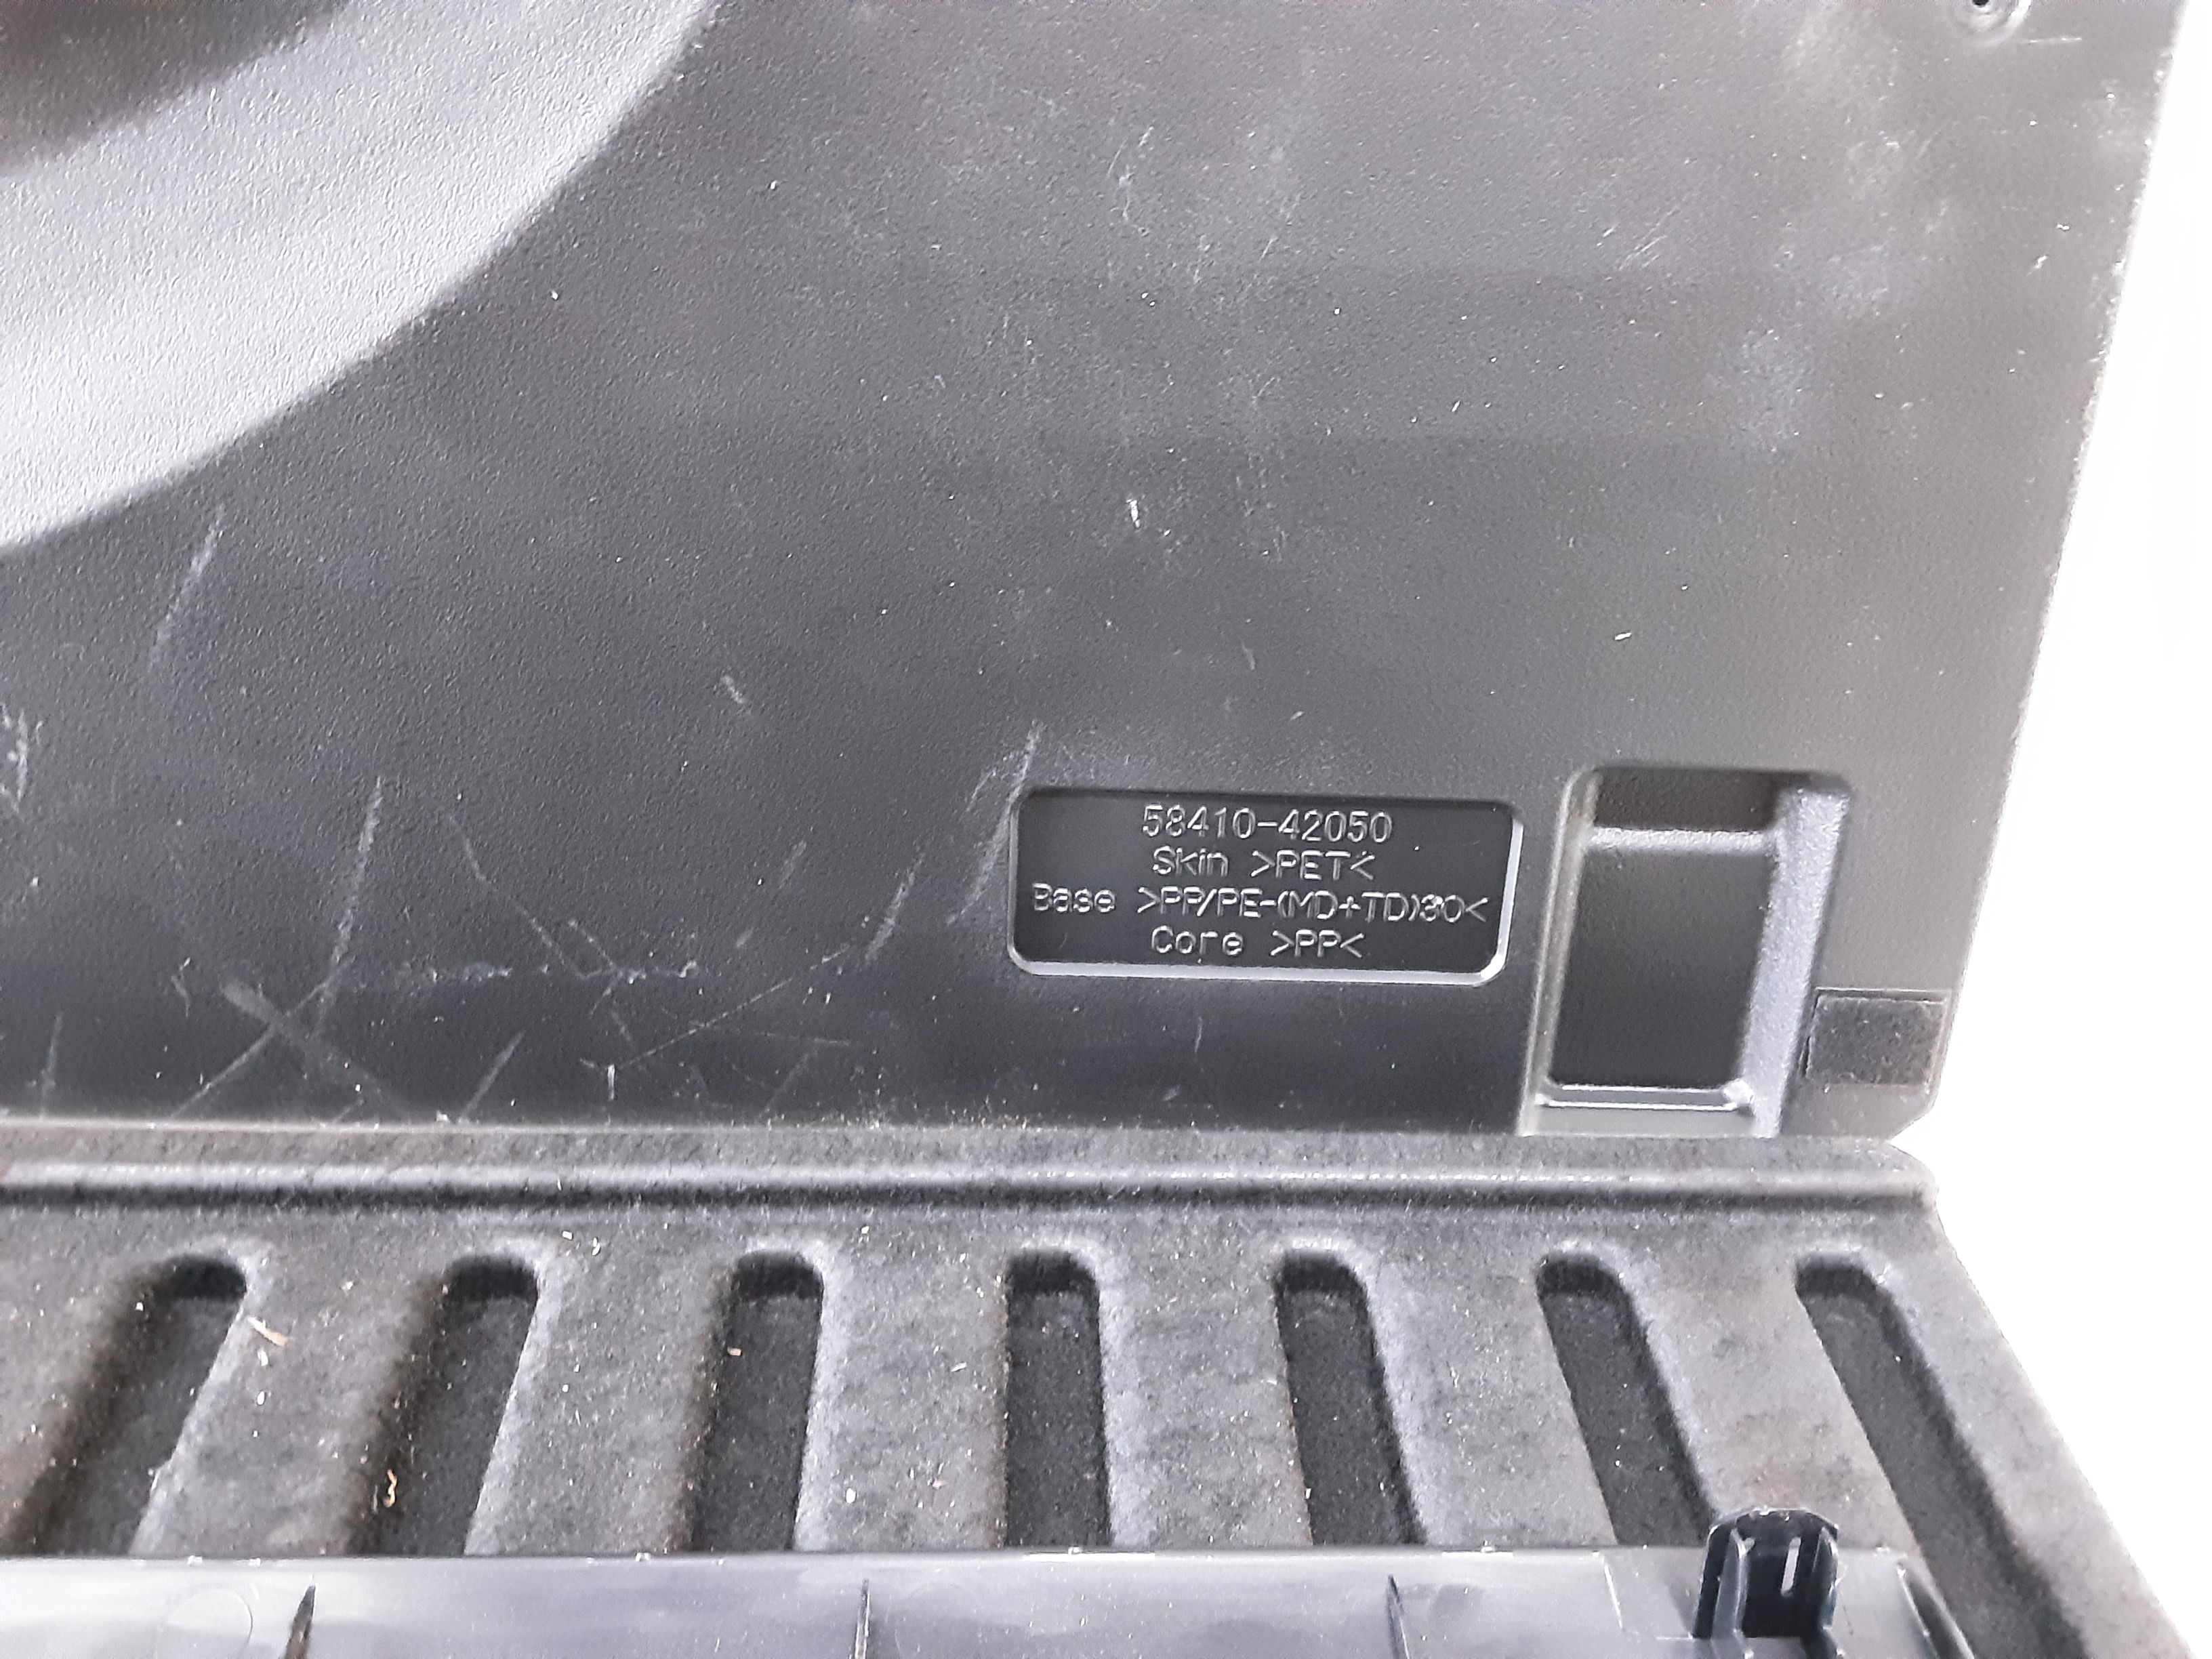 58410-42050
Skin >PET<
Base >PP/PE-(MD+TD)30<
Core >PP<